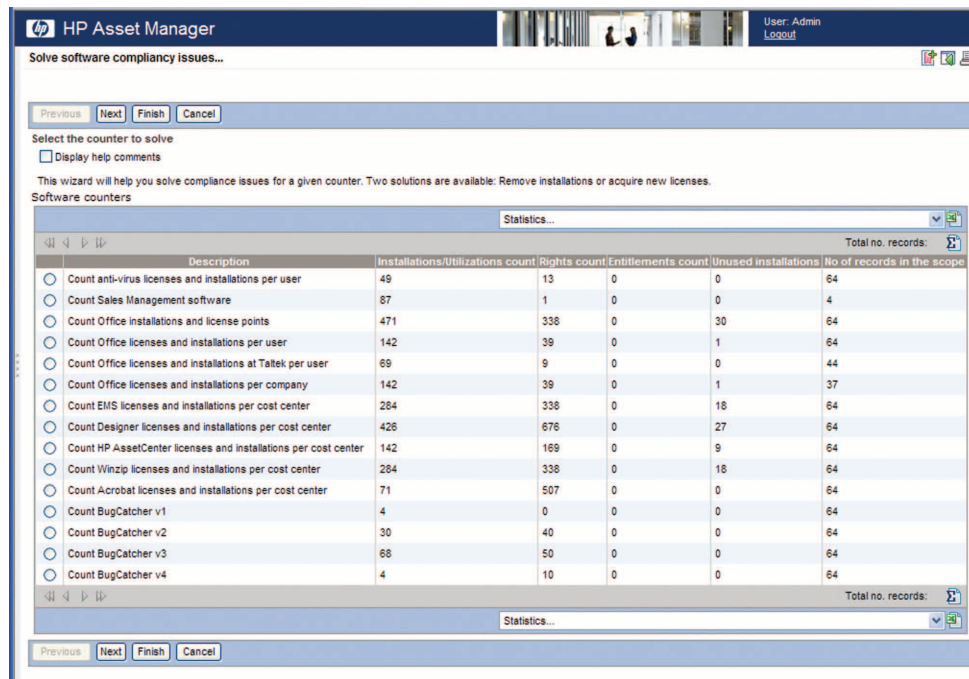 hp HP Asset Manager User: Admin
Logout
Solve software compliancy issues...
Previous Next Finish Cancel
Select the counter to solve
Display help comments
This wizard will help you solve compliance issues for a given counter. Two solutions are available: Remove installations or acquire new licenses.
Software counters
Statistics...
Total no. records:
Description Installations/Utilizations count Rights count Entitlements count Unused installations No of records in the scope
Count anti-virus licenses and installations per user 49 13 0 0 64
Count Sales Management software 87 1 0 0 4
Count Office installations and license points 471 338 0 30 64
Count Office licenses and installations per user 142 39 0 1 64
Count Office licenses and installations at Taltek per user 69 9 0 0 44
Count Office licenses and installations per company 142 39 0 1 37
Count EMS licenses and installations per cost center 284 338 0 18 64
Count Designer licenses and installations per cost center 426 676 0 27 64
Count HP AssetCenter licenses and installations per cost center 142 169 0 9 64
Count Winzip licenses and installations per cost center 284 338 0 18 64
Count Acrobat licenses and installations per cost center 71 507 0 0 64
Count BugCatcher v1 4 0 0 0 64
Count BugCatcher v2 30 40 0 0 64
Count BugCatcher v3 68 50 0 0 64
Count BugCatcher v4 4 10 0 0 64
Total no. records:
Statistics...
Previous Next Finish Cancel